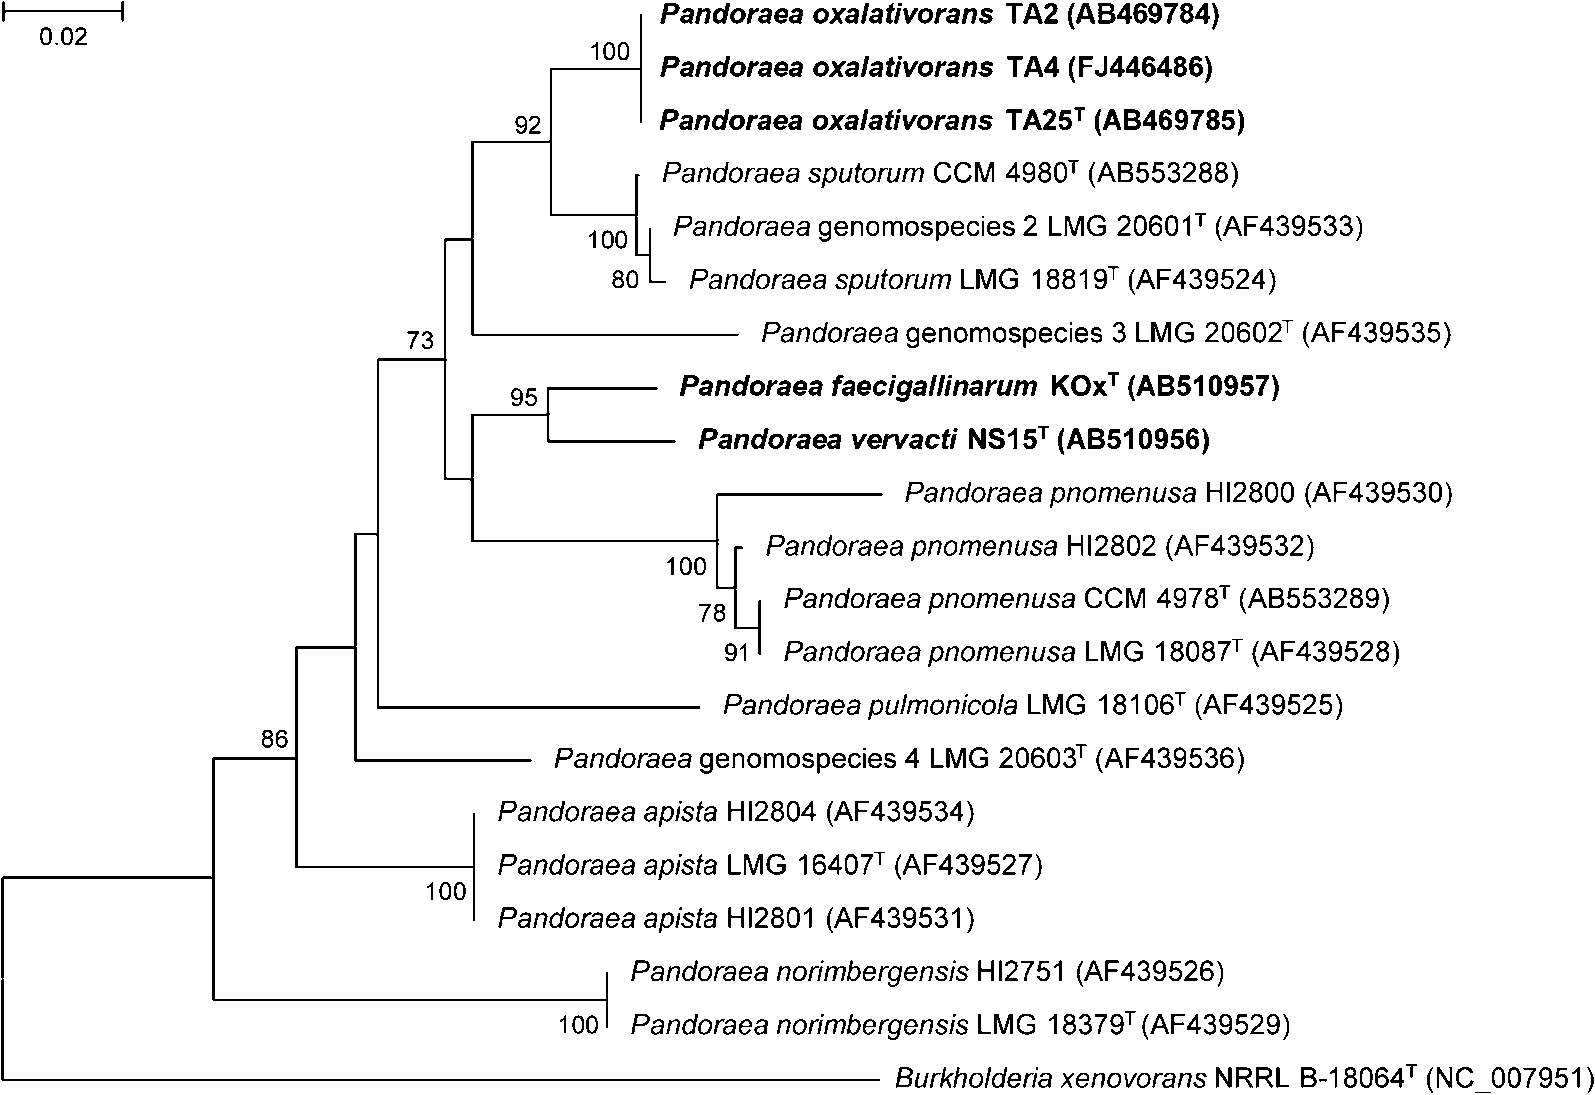 Pandoraea oxalativorans TA2 (AB469784)
0.02
100
Pandoraea oxalativorans TA4 (FJ446486)
92
Pandoraea oxalativorans TA25ᵀ (AB469785)
Pandoraea sputorum CCM 4980ᵀ (AB553288)
100
Pandoraea genomospecies 2 LMG 20601ᵀ (AF439533)
80
Pandoraea sputorum LMG 18819ᵀ (AF439524)
73
Pandoraea genomospecies 3 LMG 20602ᵀ (AF439535)
95
Pandoraea faecigallinarum KOxᵀ (AB510957)
Pandoraea vervacti NS15ᵀ (AB510956)
Pandoraea pnomenusa HI2800 (AF439530)
100
Pandoraea pnomenusa HI2802 (AF439532)
78
Pandoraea pnomenusa CCM 4978ᵀ (AB553289)
91
Pandoraea pnomenusa LMG 18087ᵀ (AF439528)
Pandoraea pulmonicola LMG 18106ᵀ (AF439525)
86
Pandoraea genomospecies 4 LMG 20603ᵀ (AF439536)
Pandoraea apista HI2804 (AF439534)
Pandoraea apista LMG 16407ᵀ (AF439527)
100
Pandoraea apista HI2801 (AF439531)
Pandoraea norimbergensis HI2751 (AF439526)
100
Pandoraea norimbergensis LMG 18379ᵀ (AF439529)
Burkholderia xenovorans NRRL B-18064ᵀ (NC_007951)